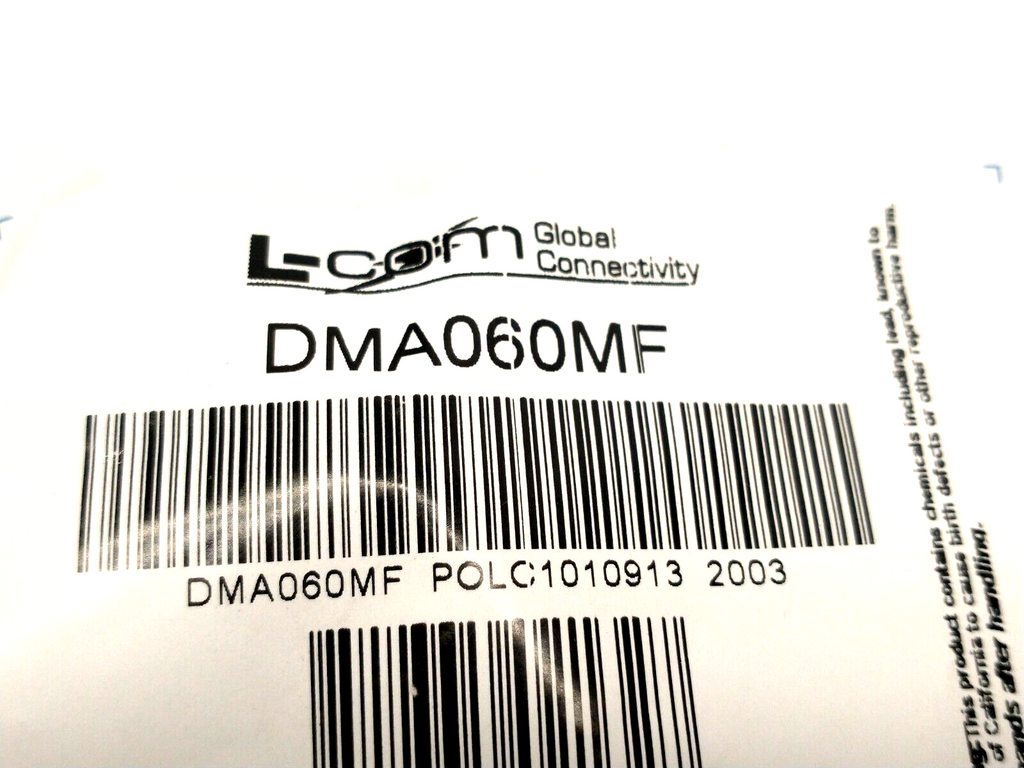 L-com Global
Connectivity
DMA060MF
DMA060MF POLC1010913 2003
This product contains chemicals including lead, known to
of California to cause birth defects or other reproductive harm.
after handling.